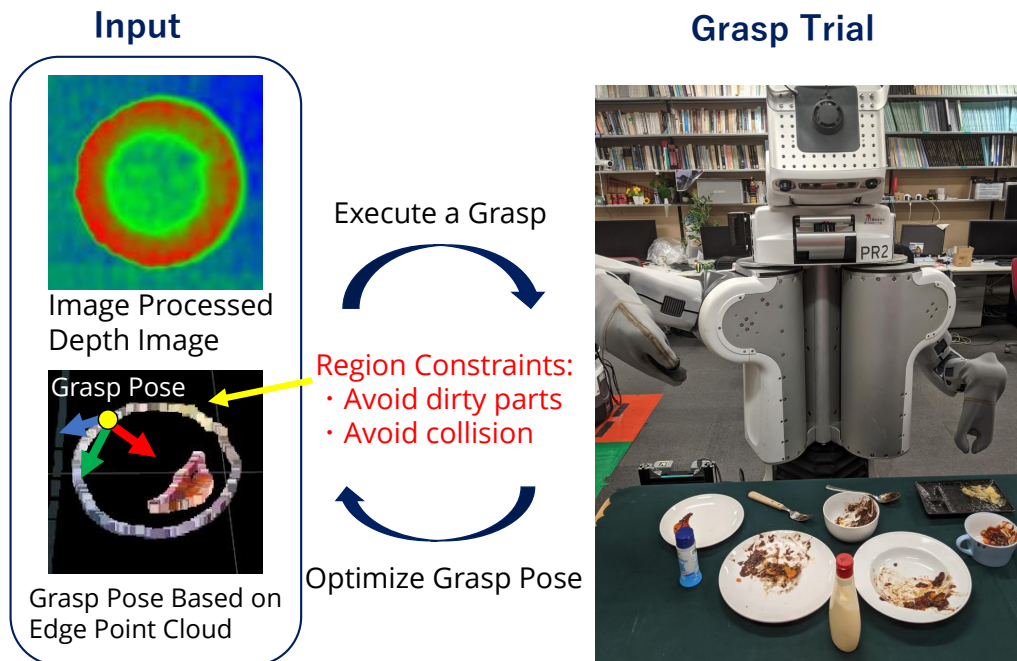 Input
Grasp Trial
Image Processed
Depth Image
Grasp Pose
Grasp Pose Based on
Edge Point Cloud
Execute a Grasp
Region Constraints:
・Avoid dirty parts
・Avoid collision
Optimize Grasp Pose
PR2